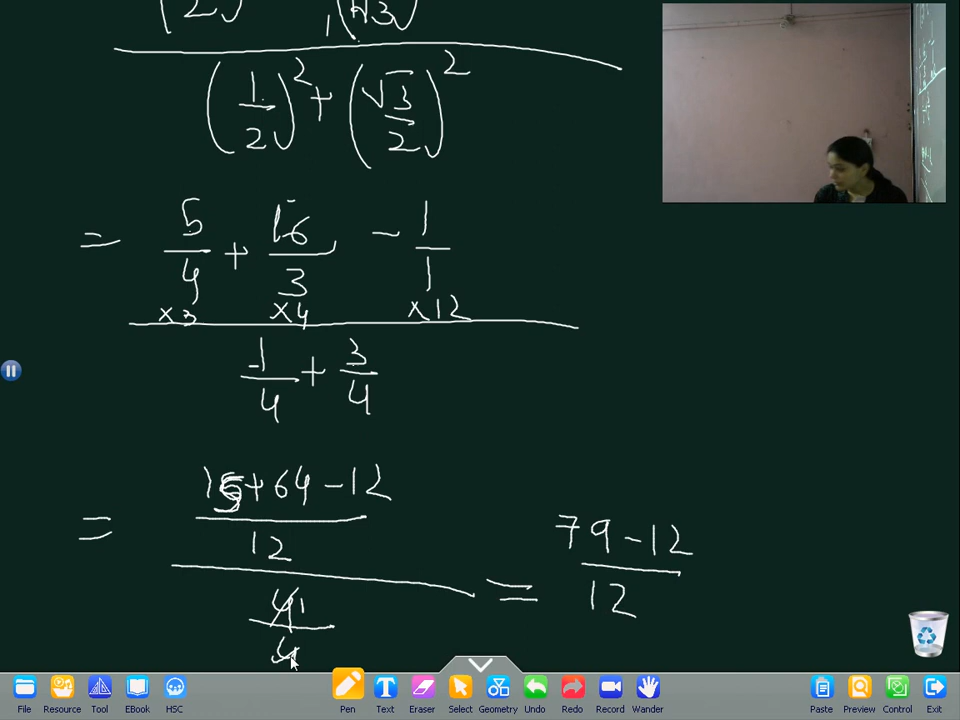 (1/2)² + (√3/2)²
= 5/4 + 16/3 - 1/1
×3 ×4 ×12
1/4 + 3/4
= 15+64-12 / 12
4/4 1
= 79-12 / 12
File Resource Tool EBook HSC Pen Text Eraser Select Geometry Undo Redo Record Wander Paste Preview Control Exit